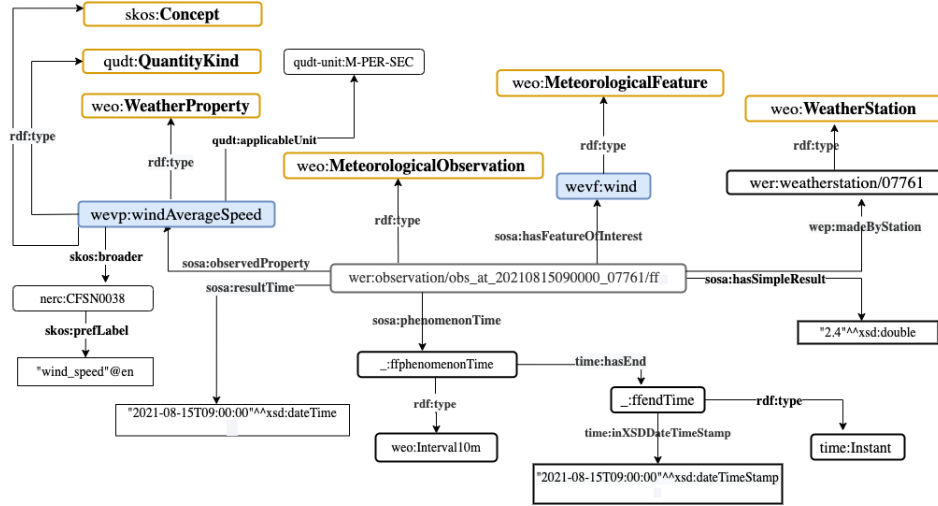 skos:Concept
qudt:QuantityKind
qudt-unit:M-PER-SEC
weo:MeteorologicalFeature
weo:WeatherProperty
weo:WeatherStation
rdf:type
qudt:applicableUnit
rdf:type
rdf:type
rdf:type
weo:MeteorologicalObservation
wevf:wind
wer:weatherstation/07761
wevp:windAverageSpeed
rdf:type
sosa:hasFeatureOfInterest
wep:madeByStation
skos:broader
sosa:observedProperty
wer:observation/obs_at_20210815090000_07761/ff
sosa:hasSimpleResult
sosa:resultTime
nerc:CFSN0038
sosa:phenomenonTime
skos:prefLabel
"2.4"^^xsd:double
"wind_speed"@en
_:ffphenomenonTime
time:hasEnd
rdf:type
_:ffendTime
rdf:type
"2021-08-15T09:00:00"^^xsd:dateTime
time:inXSDDateTimeStamp
weo:Interval10m
time:Instant
"2021-08-15T09:00:00"^^xsd:dateTimeStamp